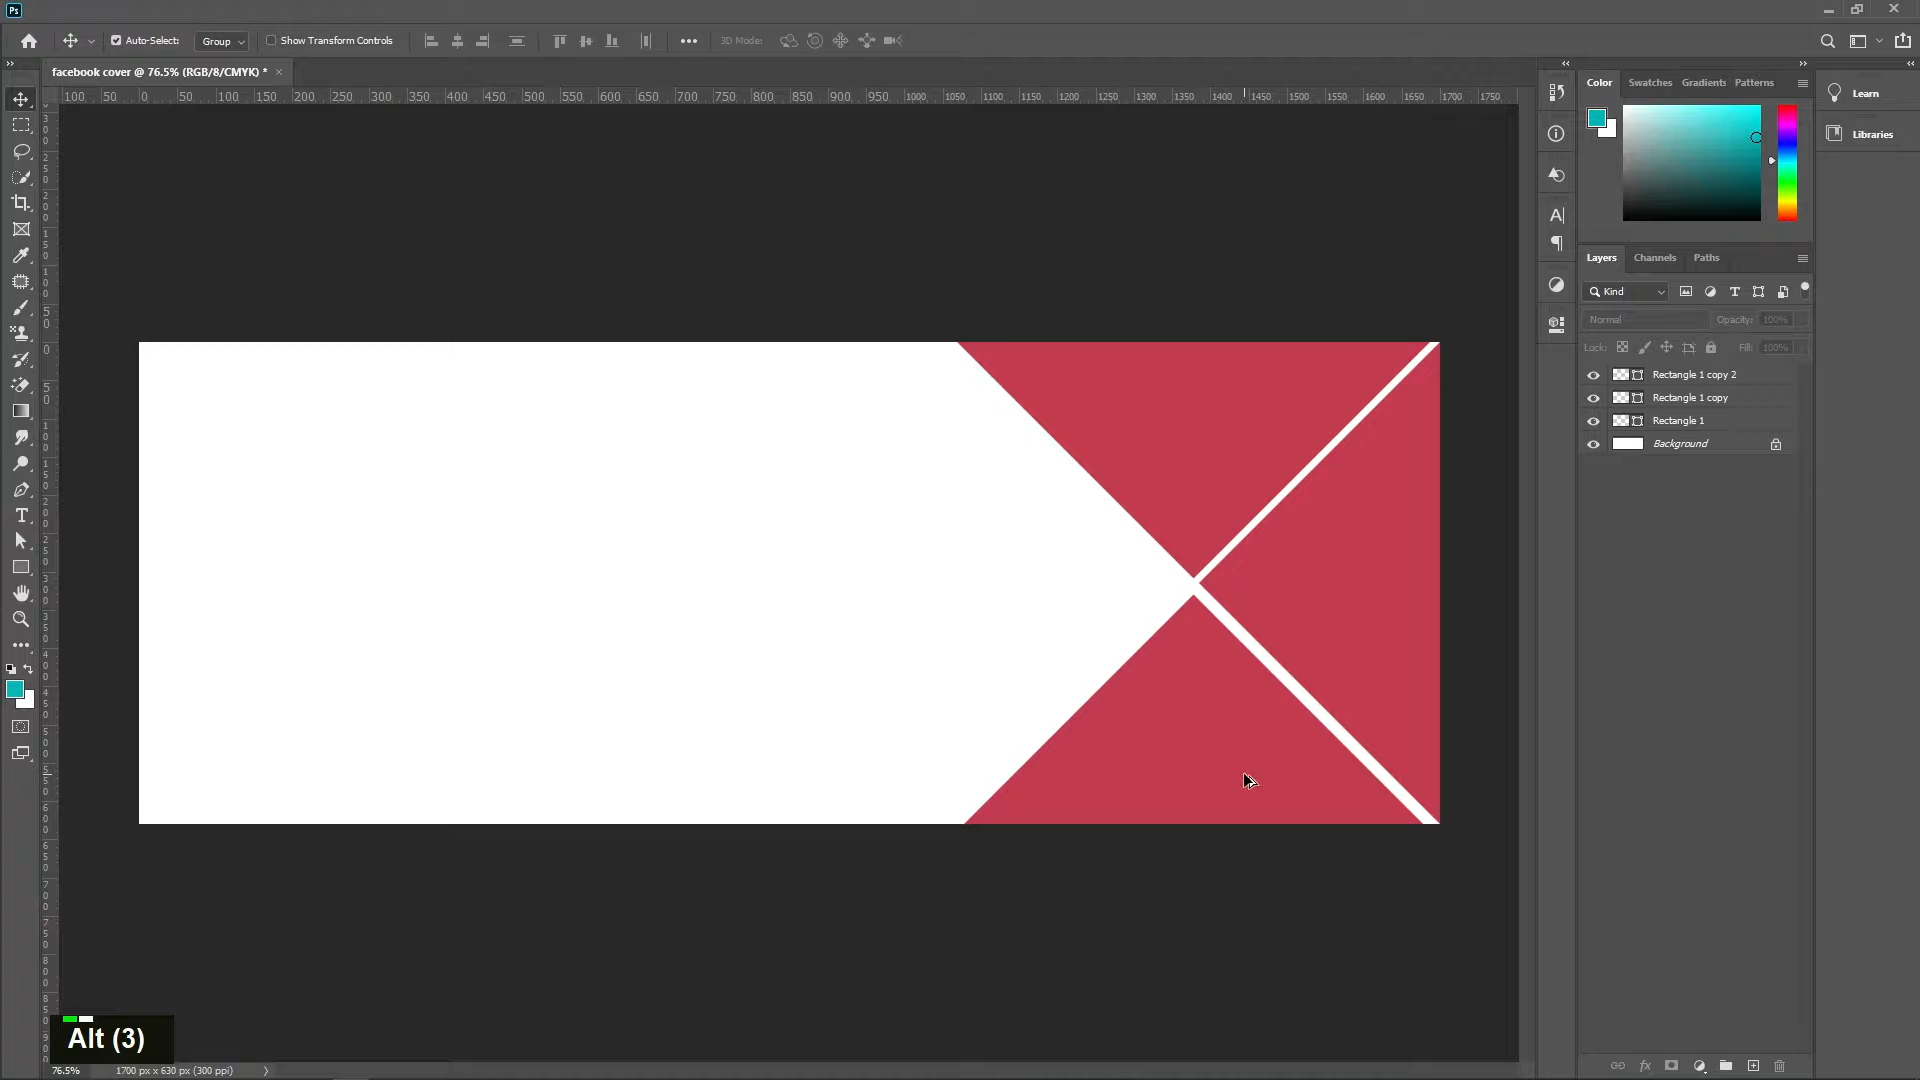 Ps
Auto-Select: Group Show Transform Controls 3D Mode:
facebook cover @ 76.5% (RGB/8/CMYK) * ×
100 50 0 50 100 150 200 250 300 350 400 450 500 550 600 650 700 750 800 850 900 950 1000 1050 1100 1150 1200 1250 1300 1350 1400 1450 1500 1550 1600 1650 1700 1750
Color Swatches Gradients Patterns
Learn
Libraries
Layers Channels Paths
Kind
Normal Opacity: 100%
Lock: Fill: 100%
Rectangle 1 copy 2
Rectangle 1 copy
Rectangle 1
Background
Alt (3)
76.5% 1700 px x 630 px (300 ppi)